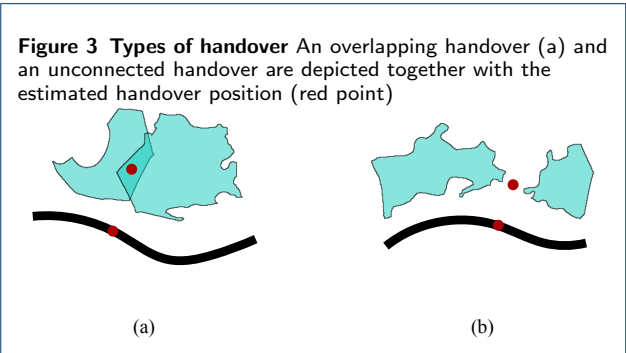 Figure 3 Types of handover An overlapping handover (a) and
an unconnected handover are depicted together with the
estimated handover position (red point)
(a)
(b)